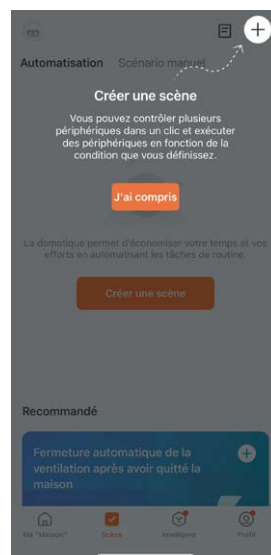 Automatisation Scénario manuel
Créer une scène
Vous pouvez contrôler plusieurs
périphériques dans un clic et exécuter
des périphériques en fonction de la
condition que vous définissez.
J'ai compris
La domotique permet d'économiser votre temps et vos
efforts en automatisant les tâches de routine.
Créer une scène
Recommandé
Fermeture automatique de la
ventilation après avoir quitté la
maison
Ma "Maison" Scène Intelligent Profil